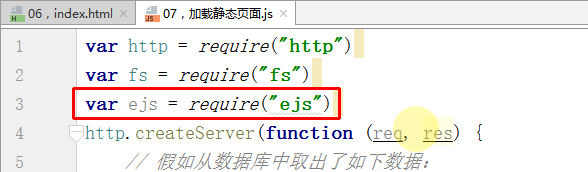 06，index.html 07，加载静态页面.js
1 var http = require("http")
2 var fs = require("fs")
3 var ejs = require("ejs")
4 http.createServer(function (req, res) {
5 // 假如从数据库中取出了如下数据：